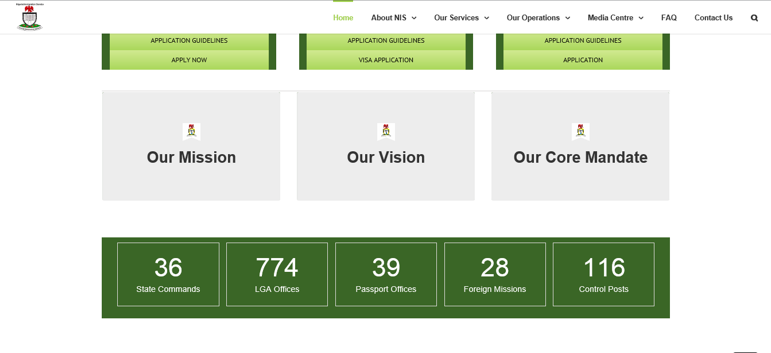 Home About NIS Our Services Our Operations Media Centre FAQ Contact Us
APPLICATION GUIDELINES APPLICATION GUIDELINES APPLICATION GUIDELINES
APPLY NOW VISA APPLICATION APPLICATION
Our Mission Our Vision Our Core Mandate
36 774 39 28 116
State Commands LGA Offices Passport Offices Foreign Missions Control Posts